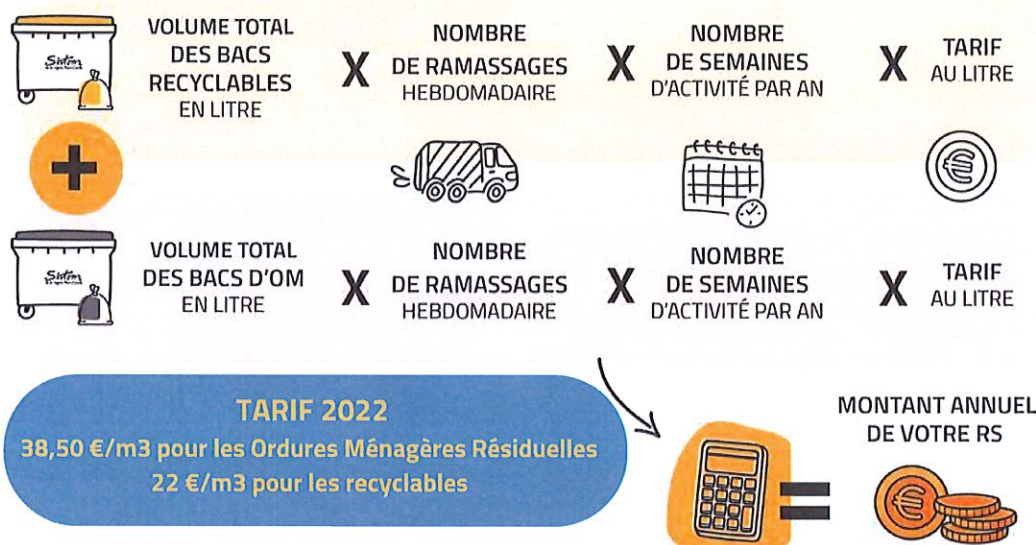 VOLUME TOTAL
DES BACS
RECYCLABLES
EN LITRE
X
NOMBRE
DE RAMASSAGES
HEBDOMADAIRE
X
NOMBRE
DE SEMAINES
D'ACTIVITÉ PAR AN
X
TARIF
AU LITRE
Sistom
+
€
VOLUME TOTAL
DES BACS D'OM
EN LITRE
X
NOMBRE
DE RAMASSAGES
HEBDOMADAIRE
X
NOMBRE
DE SEMAINES
D'ACTIVITÉ PAR AN
X
TARIF
AU LITRE
Sistom
TARIF 2022
38,50 €/m3 pour les Ordures Ménagères Résiduelles
22 €/m3 pour les recyclables
=
MONTANT ANNUEL
DE VOTRE RS
€